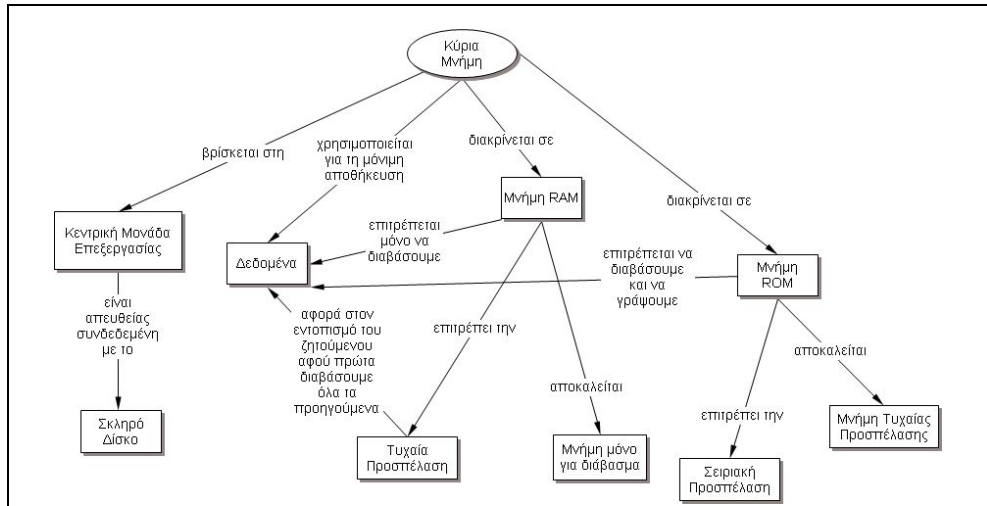 Κύρια
Μνήμη
βρίσκεται στη
χρησιμοποιείται
για τη μόνιμη
αποθήκευση
διακρίνεται σε
διακρίνεται σε
Κεντρική Μονάδα
Επεξεργασίας
Δεδομένα
επιτρέπεται
μόνο να
διαβάσουμε
Μνήμη RAM
επιτρέπεται να
διαβάσουμε
και να
γράψουμε
Μνήμη
ROM
είναι
απευθείας
συνδεδεμένη
με το
αφορά στον
εντοπισμό του
ζητούμενου
αφού πρώτα
διαβάσουμε
όλα τα
προηγούμενα
επιτρέπει την
αποκαλείται
επιτρέπει την
αποκαλείται
Σκληρό
Δίσκο
Τυχαία
Προσπέλαση
Μνήμη μόνο
για διάβασμα
Σειριακή
Προσπέλαση
Μνήμη Τυχαίας
Προσπέλασης